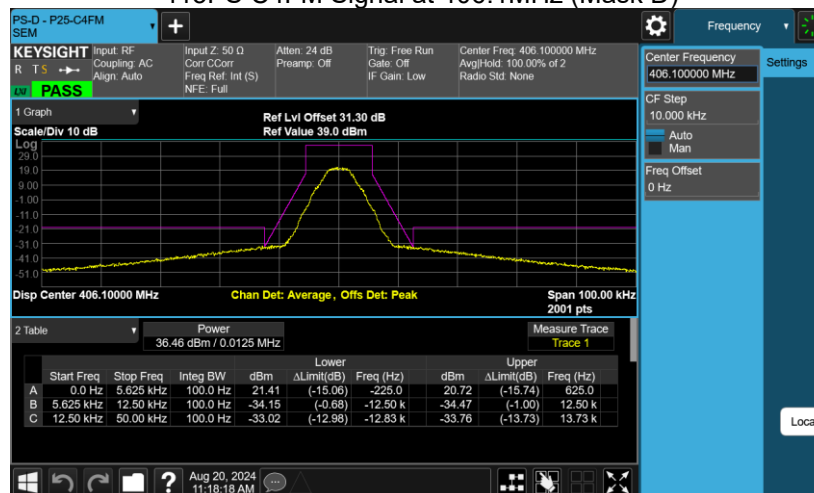 PS-D - P25-C4FM
SEM
Frequency
KEYSIGHT Input: RF Input Z: 50 Ω Atten: 24 dB Trig: Free Run Center Freq: 406.100000 MHz
R T S Coupling: AC Corr CCorr Preamp: Off Gate: Off Avg|Hold: 100.00% of 2
Align: Auto Freq Ref: Int (S) IF Gain: Low Radio Std: None
LXI PASS NFE: Full
Center Frequency
406.100000 MHz
Settings
CF Step
10.000 kHz
Auto
Man
Freq Offset
0 Hz
1 Graph
Scale/Div 10 dB
Ref Lvl Offset 31.30 dB
Ref Value 39.0 dBm
Log
29.0
19.0
9.00
-1.00
-11.0
-21.0
-31.0
-41.0
-51.0
Disp Center 406.10000 MHz Chan Det: Average, Offs Det: Peak Span 100.00 kHz
2001 pts
2 Table Power Measure Trace
36.46 dBm / 0.0125 MHz Trace 1
Lower Upper
Start Freq Stop Freq Integ BW dBm ΔLimit(dB) Freq (Hz) dBm ΔLimit(dB) Freq (Hz)
A 0.0 Hz 5.625 kHz 100.0 Hz 21.41 (-15.06) -225.0 20.72 (-15.74) 625.0
B 5.625 kHz 12.50 kHz 100.0 Hz -34.15 (-0.68) -12.50 k -34.47 (-1.00) 12.50 k
C 12.50 kHz 50.00 kHz 100.0 Hz -33.02 (-12.98) -12.83 k -33.76 (-13.73) 13.73 k
Loca
? Aug 20, 2024
11:18:18 AM